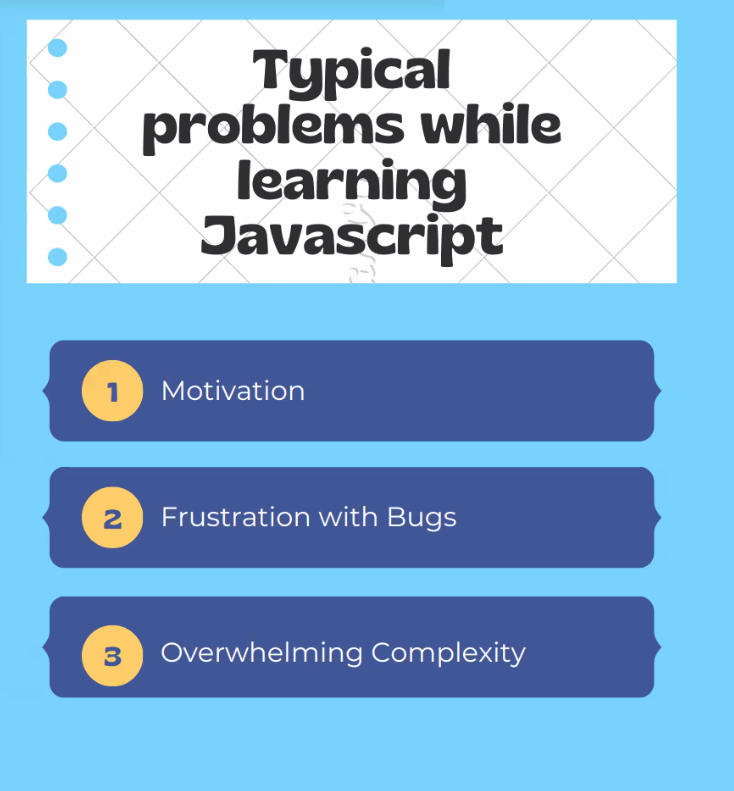 Typical
problems while
learning
Javascript
1 Motivation
2 Frustration with Bugs
3 Overwhelming Complexity